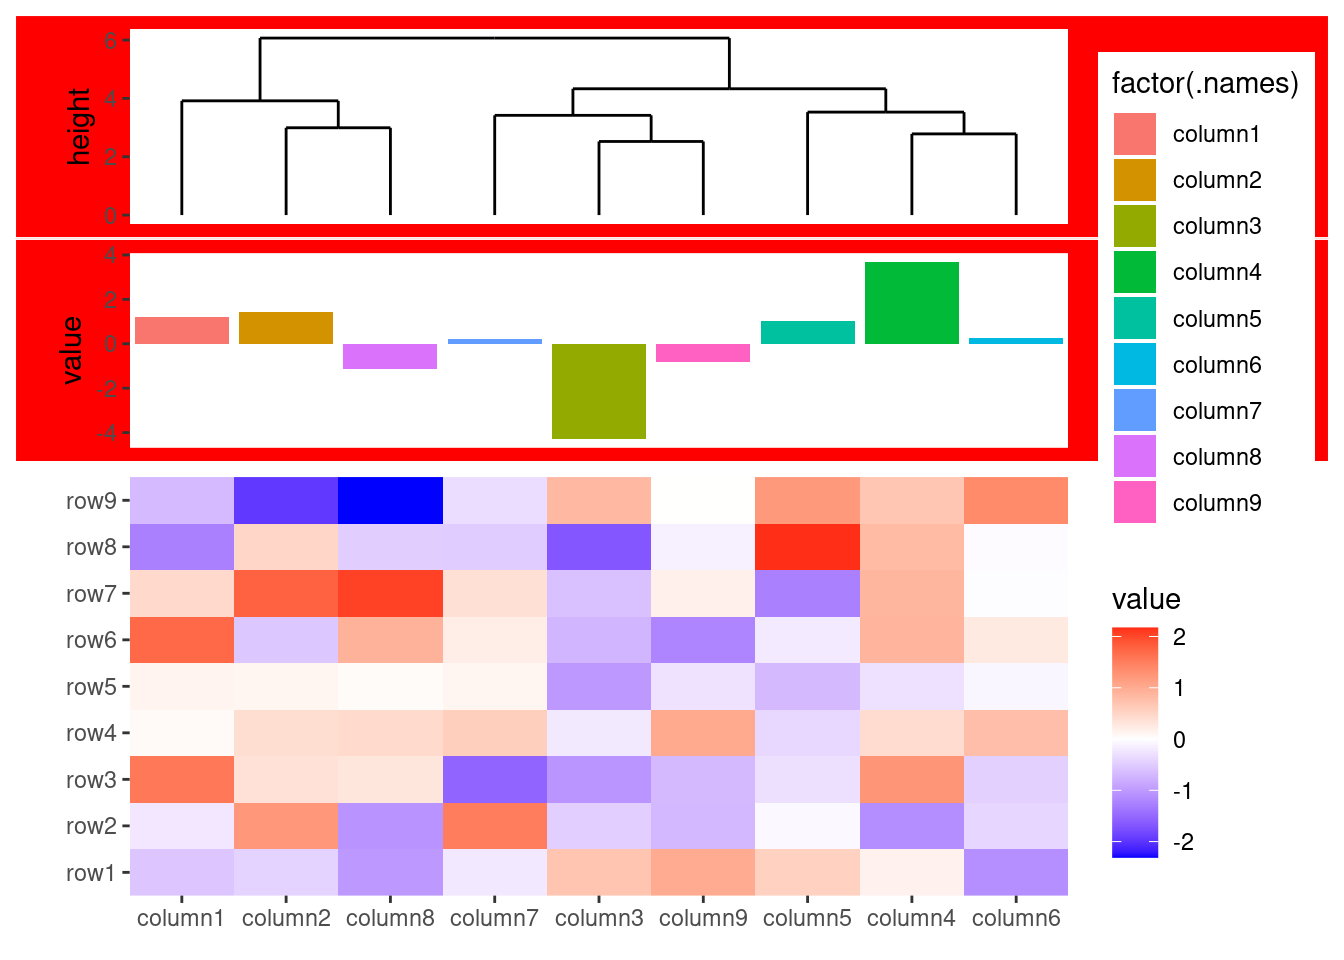 height
6
4
2
0
value
4
2
0
-2
-4
factor(.names)
column1
column2
column3
column4
column5
column6
column7
column8
column9
row9
row8
row7
row6
row5
row4
row3
row2
row1
column1 column2 column8 column7 column3 column9 column5 column4 column6
value
2
1
0
-1
-2